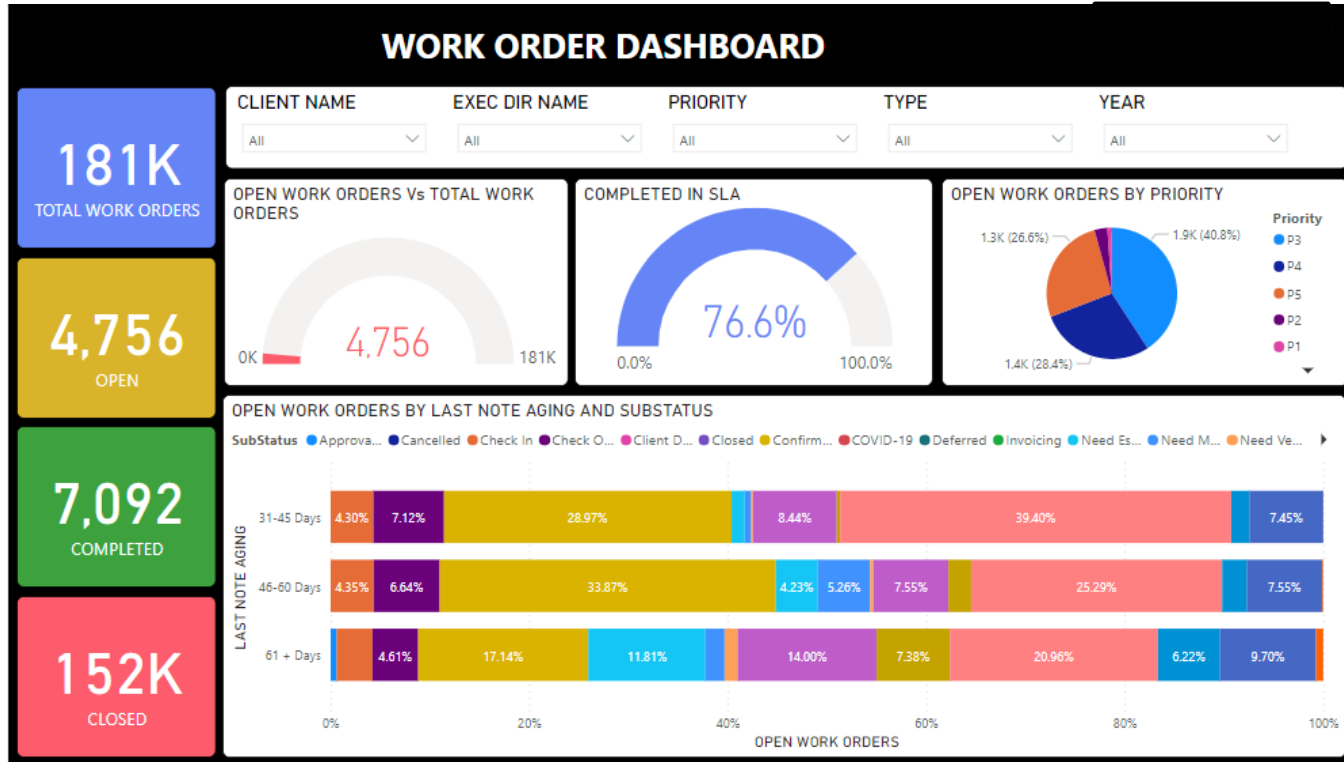 WORK ORDER DASHBOARD
181K
TOTAL WORK ORDERS
4,756
OPEN
7,092
COMPLETED
152K
CLOSED
CLIENT NAME EXEC DIR NAME PRIORITY TYPE YEAR
All All All All All
OPEN WORK ORDERS Vs TOTAL WORK
ORDERS
4,756
0K 181K
COMPLETED IN SLA
76.6%
0.0% 100.0%
OPEN WORK ORDERS BY PRIORITY
1.3K (26.6%) 1.9K (40.8%)
1.4K (28.4%)
Priority
P3
P4
P5
P2
P1
OPEN WORK ORDERS BY LAST NOTE AGING AND SUBSTATUS
SubStatus Approva... Cancelled Check In Check O... Client D... Closed Confirm... COVID-19 Deferred Invoicing Need Es... Need M... Need Ve...
LAST NOTE AGING
31-45 Days 4.30% 7.12% 28.97% 8.44% 39.40% 7.45%
46-60 Days 4.35% 6.64% 33.87% 4.23% 5.26% 7.55% 25.29% 7.55%
61 + Days 4.61% 17.14% 11.81% 14.00% 7.38% 20.96% 6.22% 9.70%
0% 20% 40% 60% 80% 100%
OPEN WORK ORDERS